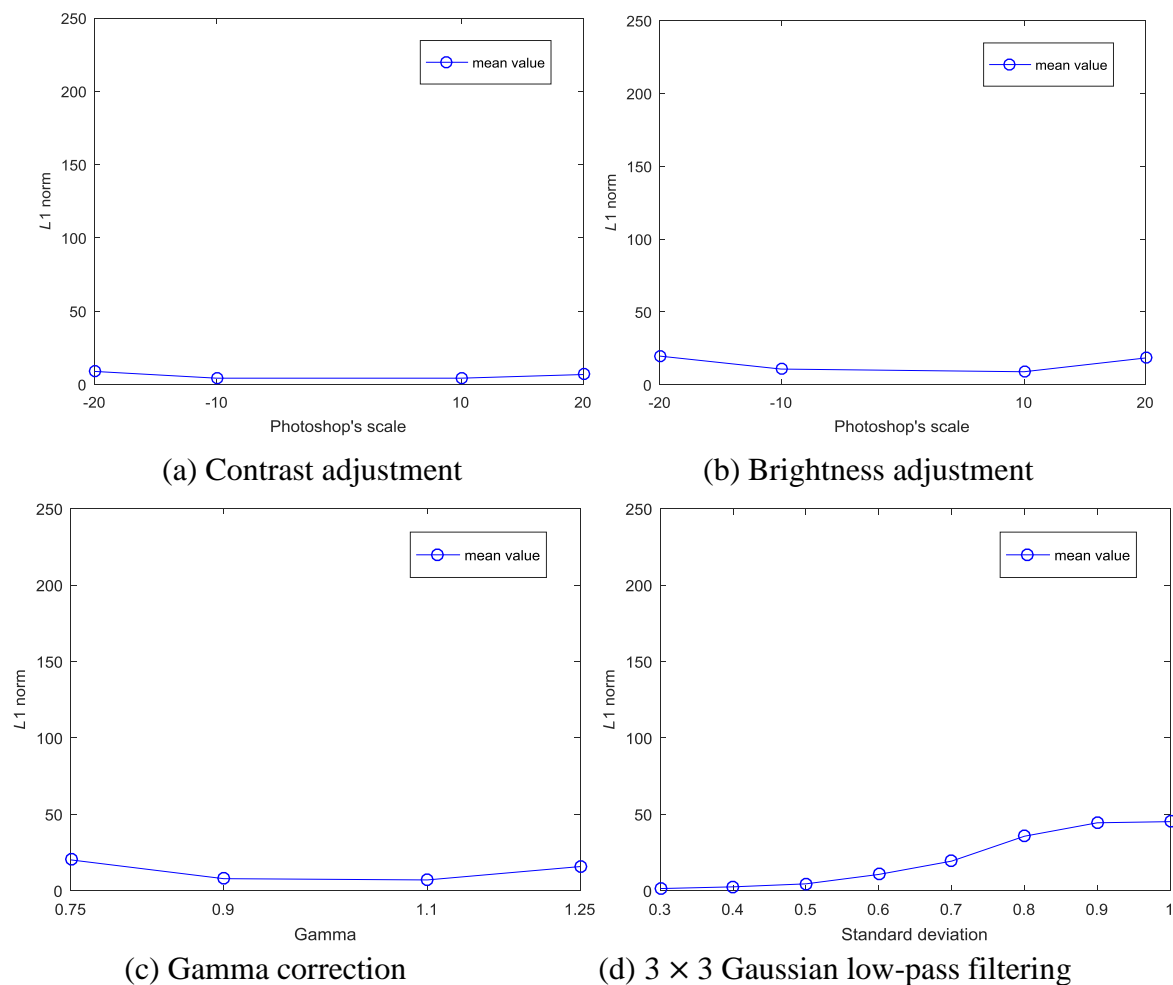 250
200
150
100
50
0
L1 norm
mean value
-20 -10 10 20
Photoshop's scale
(a) Contrast adjustment
250
200
150
100
50
0
L1 norm
mean value
-20 -10 10 20
Photoshop's scale
(b) Brightness adjustment
250
200
150
100
50
0
L1 norm
mean value
0.75 0.9 1.1 1.25
Gamma
(c) Gamma correction
250
200
150
100
50
0
L1 norm
mean value
0.3 0.4 0.5 0.6 0.7 0.8 0.9 1
Standard deviation
(d) 3 × 3 Gaussian low-pass filtering